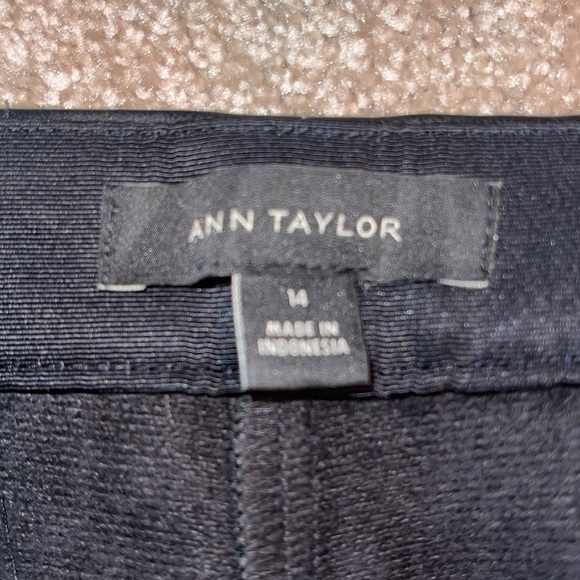 ANN TAYLOR
14
MADE IN
INDONESIA